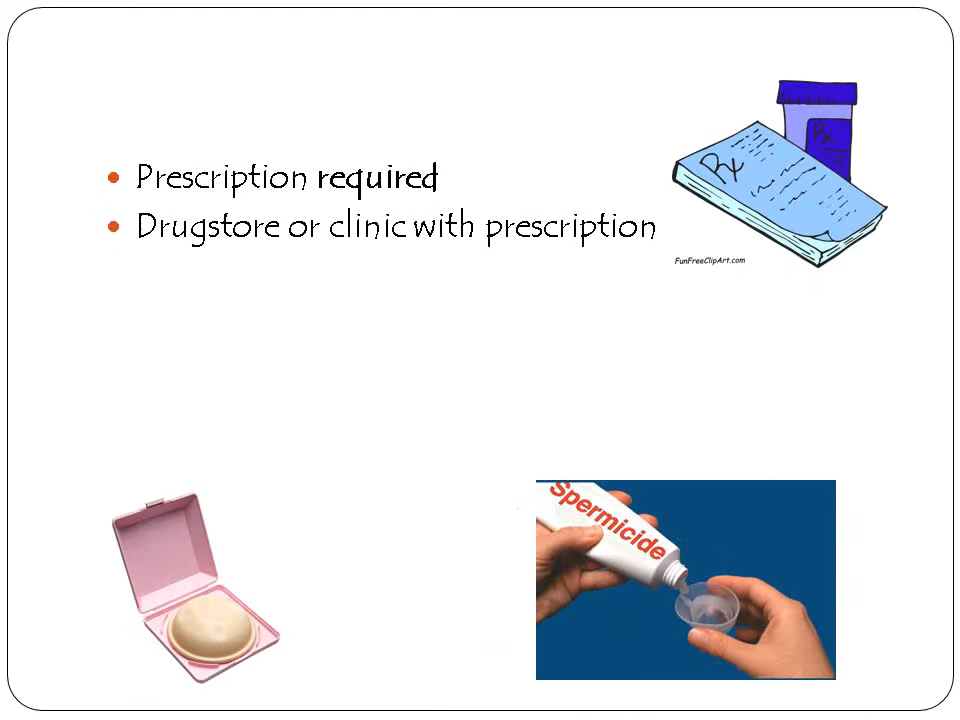 Prescription required
Drugstore or clinic with prescription
Rx
Rx
FunFreeClipArt.com
Spermicide